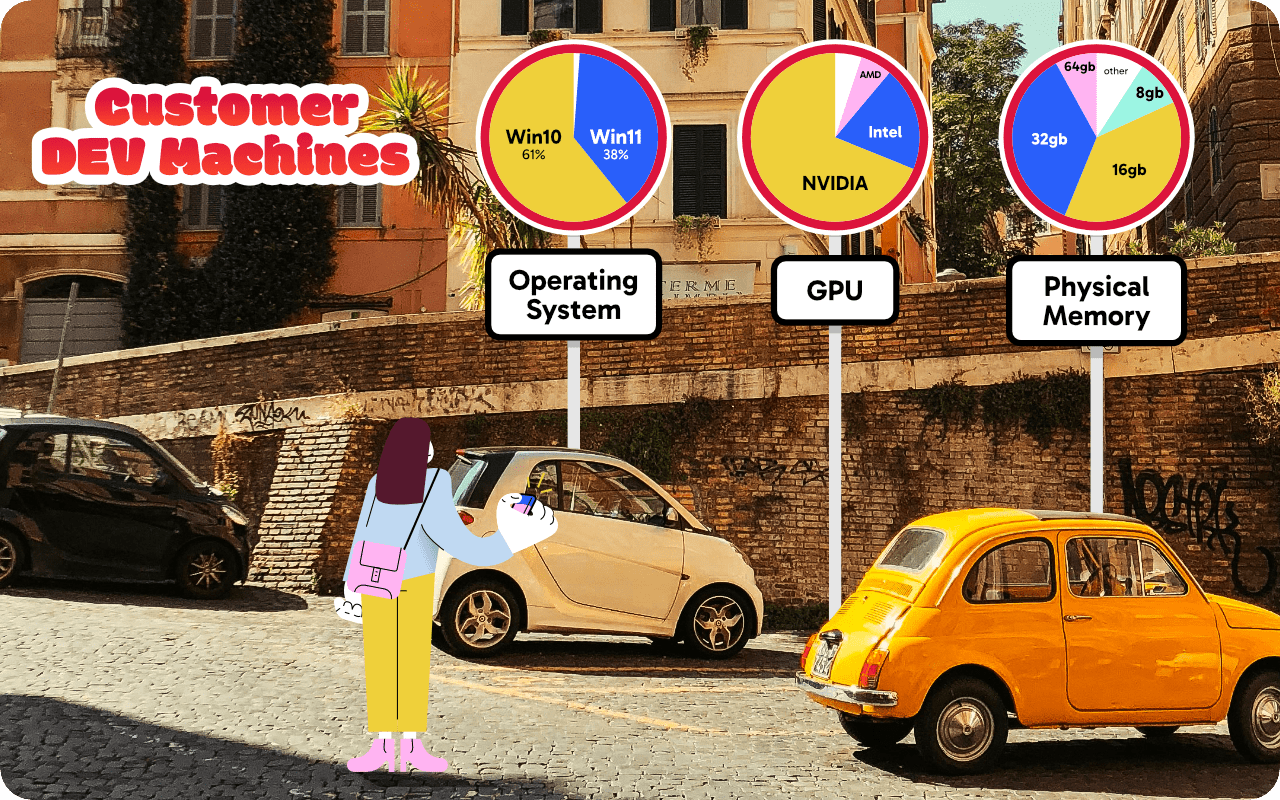 Customer
DEV Machines
Win10
61%
Win11
38%
AMD
Intel
NVIDIA
64gb
other
8gb
32gb
16gb
Operating
System
GPU
Physical
Memory
TERME